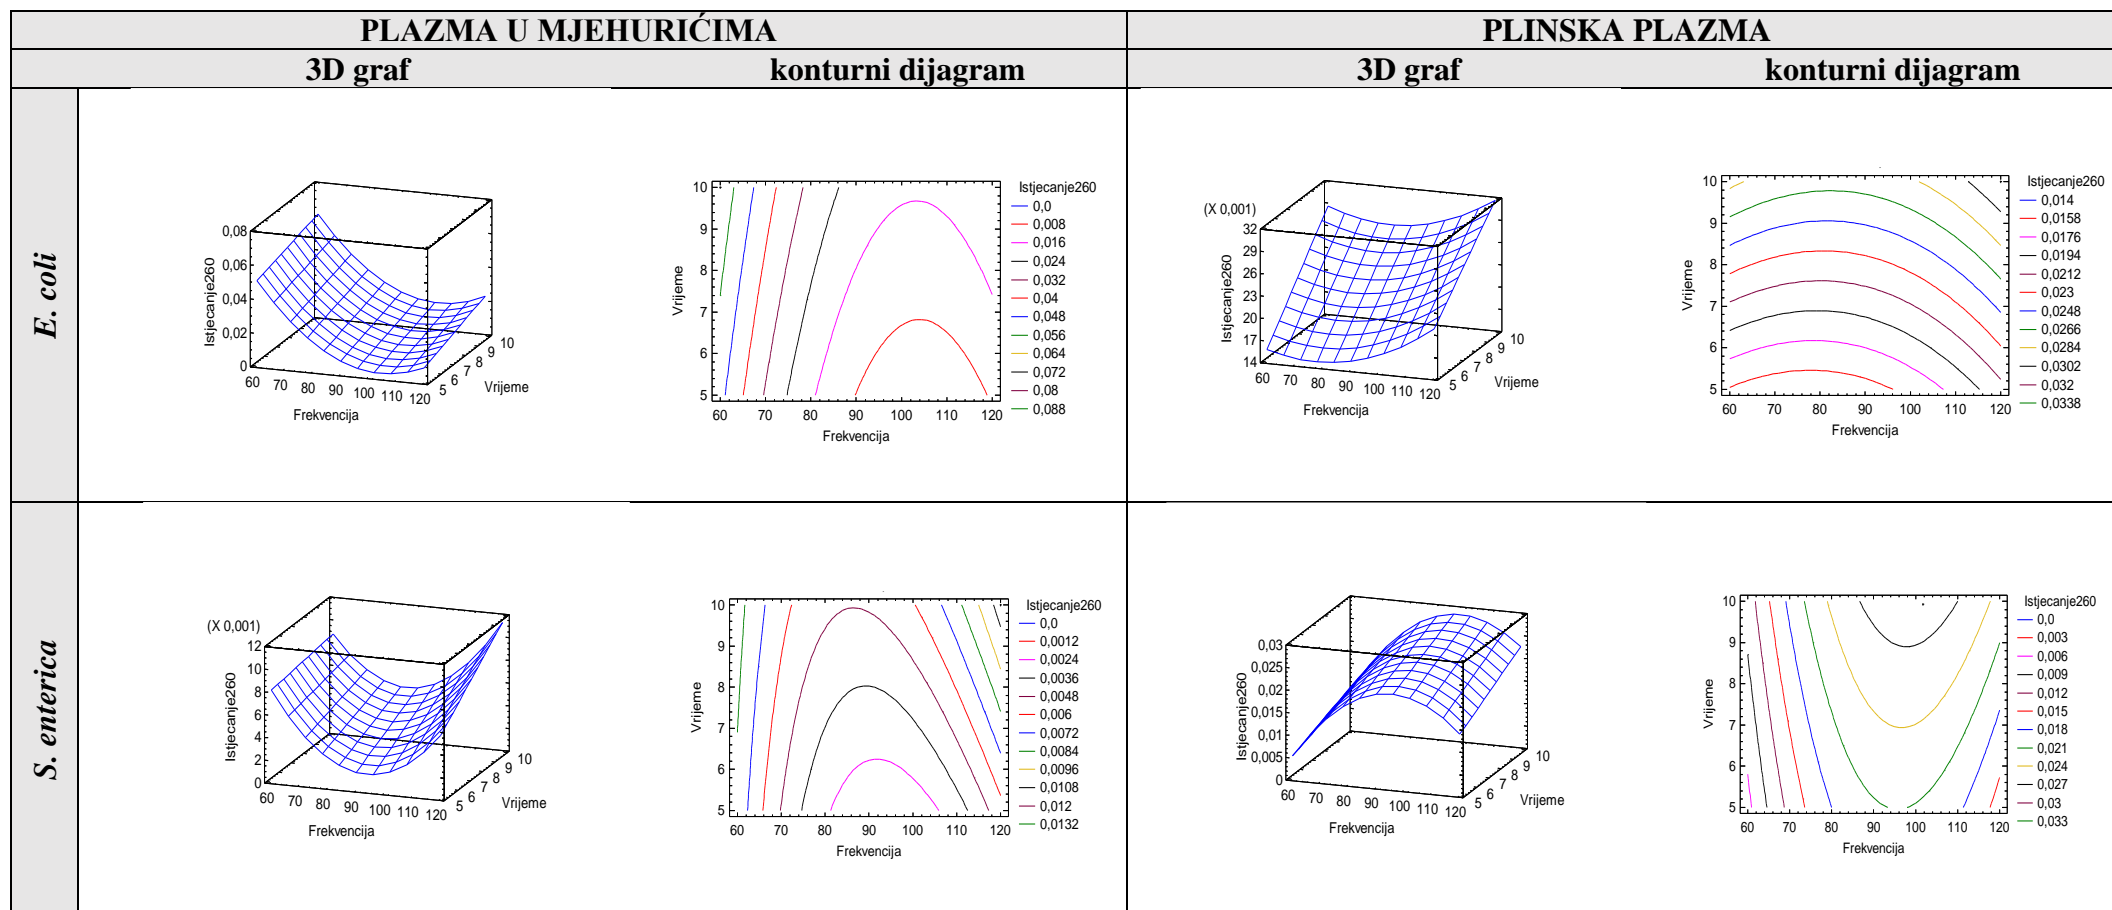 PLAZMA U MJEHURIĆIMA
PLINSKA PLAZMA
3D graf
konturni dijagram
3D graf
konturni dijagram
E. coli
0,08
0,06
0,04
0,02
0
Istjecanje260
60 70 80 90 100 110 120
Frekvencija
5 6 7 8 9 10
Vrijeme
10
9
8
7
6
5
Vrijeme
60 70 80 90 100 110 120
Frekvencija
Istjecanje260
0,0
0,008
0,016
0,024
0,032
0,04
0,048
0,056
0,064
0,072
0,08
0,088
(X 0,001)
32
29
26
23
20
17
14
Istjecanje260
60 70 80 90 100 110 120
Frekvencija
5 6 7 8 9 10
Vrijeme
10
9
8
7
6
5
Vrijeme
60 70 80 90 100 110 120
Frekvencija
Istjecanje260
0,014
0,0158
0,0176
0,0194
0,0212
0,023
0,0248
0,0266
0,0284
0,0302
0,032
0,0338
S. enterica
(X 0,001)
12
10
8
6
4
2
0
Istjecanje260
60 70 80 90 100 110 120
Frekvencija
5 6 7 8 9 10
Vrijeme
10
9
8
7
6
5
Vrijeme
60 70 80 90 100 110 120
Frekvencija
Istjecanje260
0,0
0,0012
0,0024
0,0036
0,0048
0,006
0,0072
0,0084
0,0096
0,0108
0,012
0,0132
0,03
0,025
0,02
0,015
0,01
0,005
0
Istjecanje260
60 70 80 90 100 110 120
Frekvencija
5 6 7 8 9 10
Vrijeme
10
9
8
7
6
5
Vrijeme
60 70 80 90 100 110 120
Frekvencija
Istjecanje260
0,0
0,003
0,006
0,009
0,012
0,015
0,018
0,021
0,024
0,027
0,03
0,033